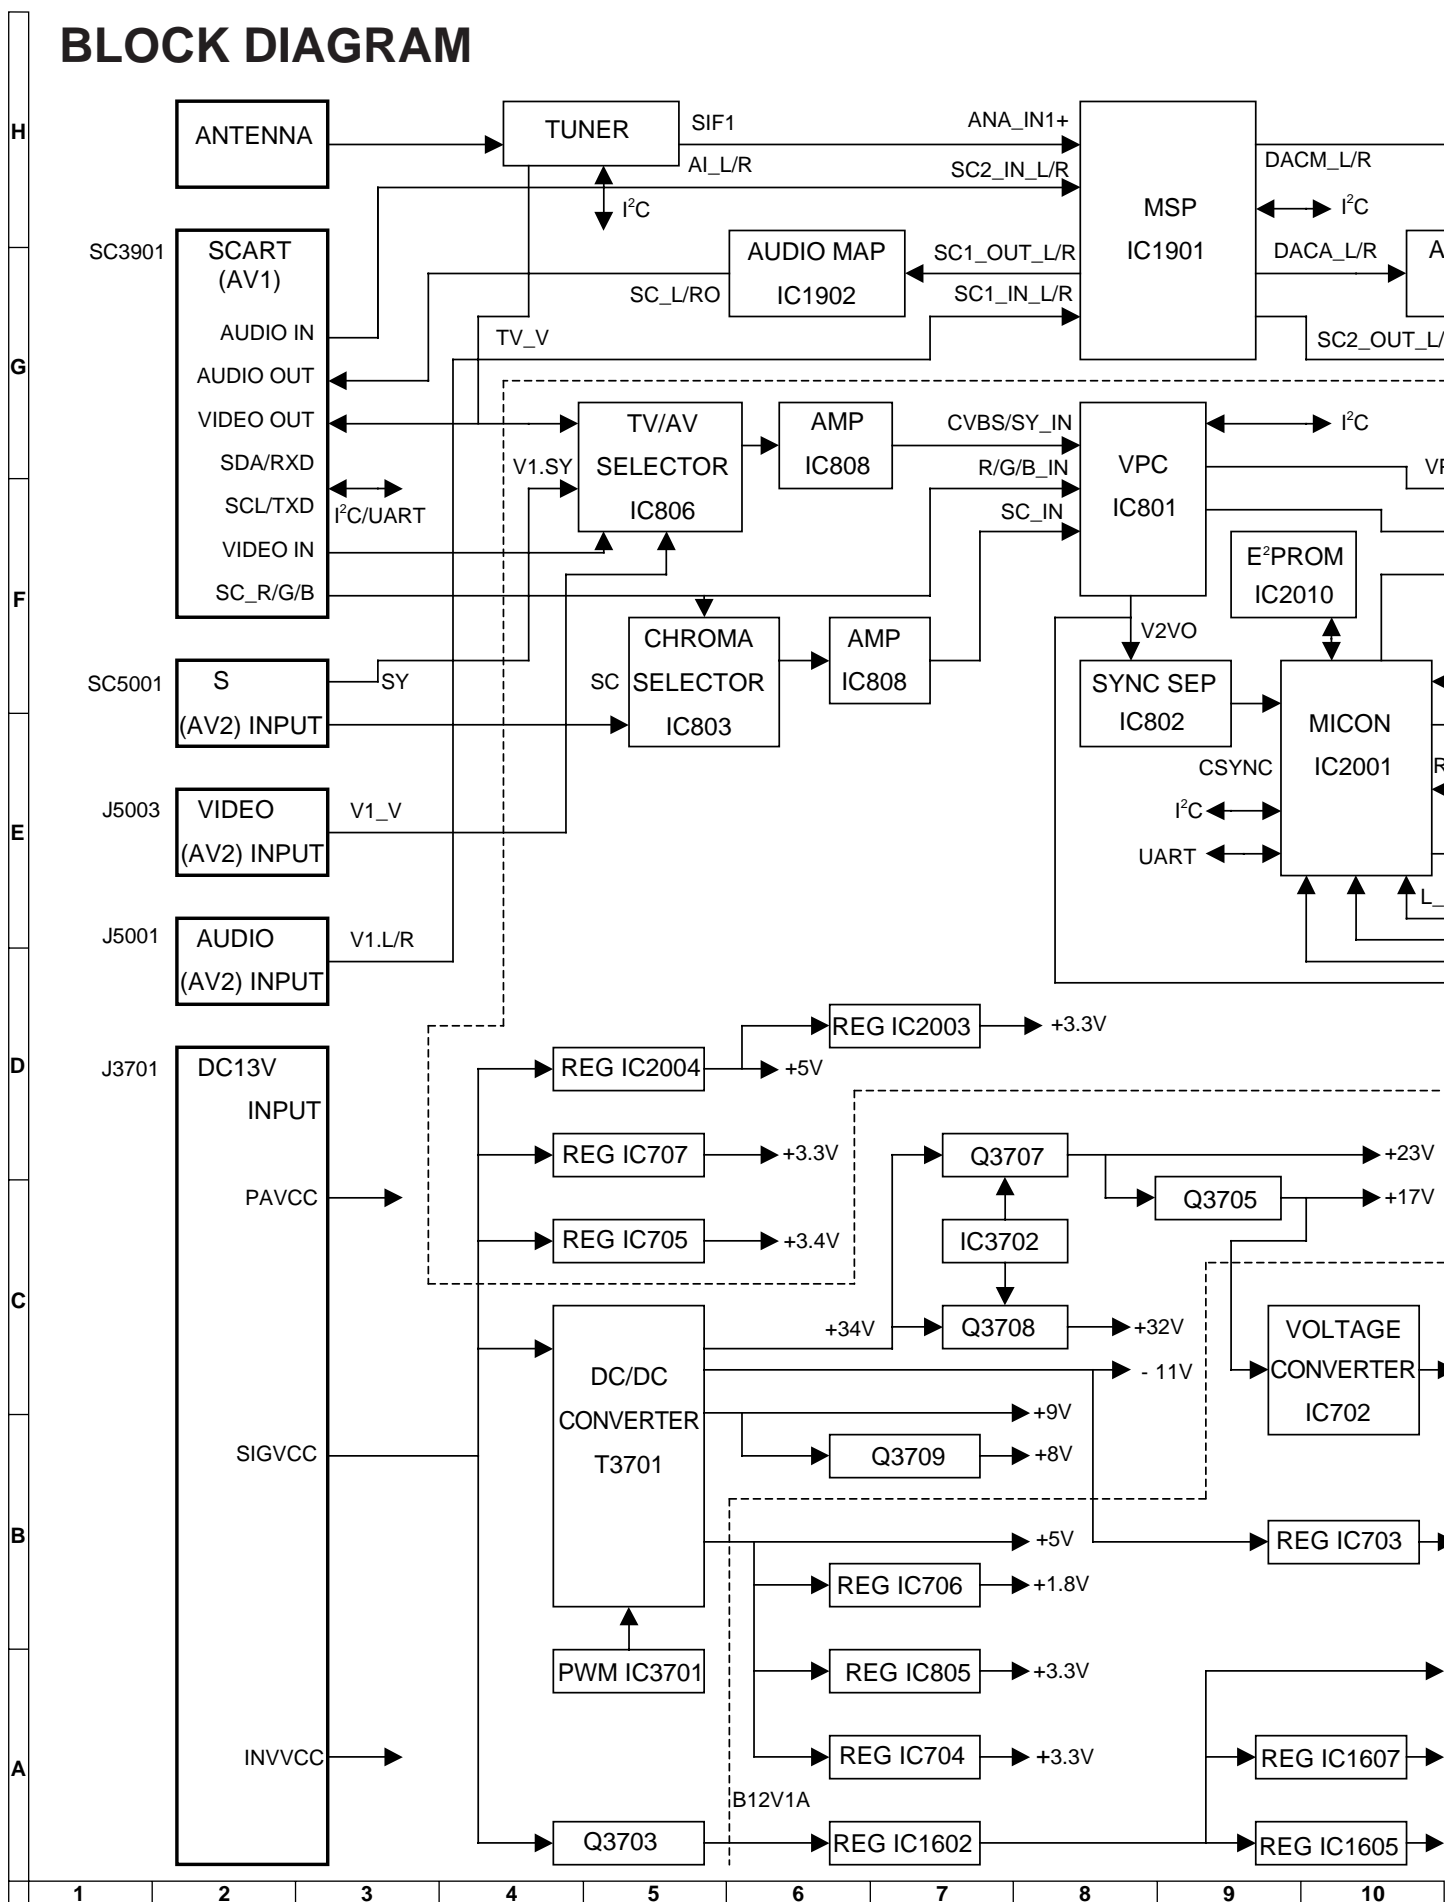 BLOCK DIAGRAM
H
ANTENNA
TUNER
SIF1
AI_L/R
I²C
ANA_IN1+
SC2_IN_L/R
MSP
IC1901
DACM_L/R
I²C
DACA_L/R
SC2_OUT_L/
SC3901
SCART
(AV1)
AUDIO IN
AUDIO OUT
VIDEO OUT
SDA/RXD
SCL/TXD
VIDEO IN
SC_R/G/B
I²C/UART
SC_L/RO
AUDIO MAP
IC1902
SC1_OUT_L/R
SC1_IN_L/R
A
G
TV_V
V1.SY
TV/AV
SELECTOR
IC806
AMP
IC808
CVBS/SY_IN
R/G/B_IN
SC_IN
VPC
IC801
I²C
E²PROM
IC2010
F
SC5001
S
(AV2) INPUT
SY
SC
CHROMA
SELECTOR
IC803
AMP
IC808
V2VO
SYNC SEP
IC802
CSYNC
MICON
IC2001
R
I²C
UART
L_
E
J5003
VIDEO
(AV2) INPUT
V1_V
J5001
AUDIO
(AV2) INPUT
V1.L/R
D
J3701
DC13V
INPUT
PAVCC
SIGVCC
INVVCC
REG IC2004
+5V
REG IC2003
+3.3V
REG IC707
+3.3V
REG IC705
+3.4V
Q3707
+23V
Q3705
+17V
IC3702
Q3708
+32V
+34V
C
DC/DC
CONVERTER
T3701
- 11V
+9V
Q3709
+8V
VOLTAGE
CONVERTER
IC702
B
+5V
REG IC703
REG IC706
+1.8V
PWM IC3701
REG IC805
+3.3V
REG IC704
+3.3V
REG IC1607
A
B12V1A
Q3703
REG IC1602
REG IC1605
1 2 3 4 5 6 7 8 9 10